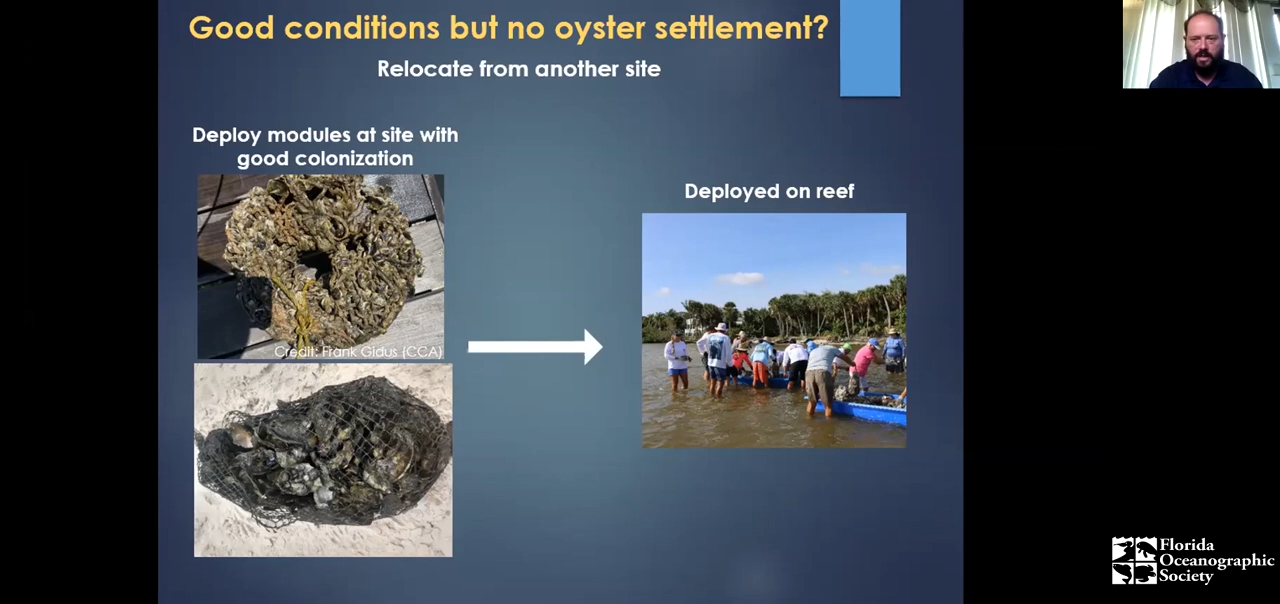 Good conditions but no oyster settlement?
Relocate from another site
Deploy modules at site with
good colonization
Credit: Frank Gidus (CCA)
Deployed on reef
Florida
Oceanographic
Society